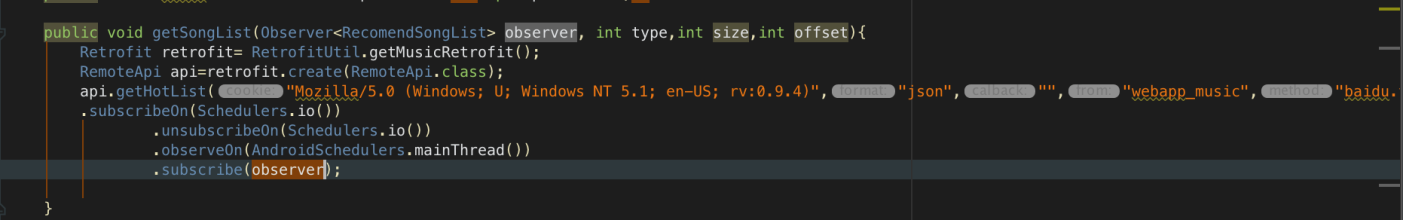 public void getSongList(Observer<RecomendSongList> observer, int type,int size,int offset){
Retrofit retrofit= RetrofitUtil.getMusicRetrofit();
RemoteApi api=retrofit.create(RemoteApi.class);
api.getHotList( cookie: "Mozilla/5.0 (Windows; U; Windows NT 5.1; en-US; rv:0.9.4)", format: "json", calback: "", from: "webapp_music", method: "baidu.
.subscribeOn(Schedulers.io())
.unsubscribeOn(Schedulers.io())
.observeOn(AndroidSchedulers.mainThread())
.subscribe(observer);
}